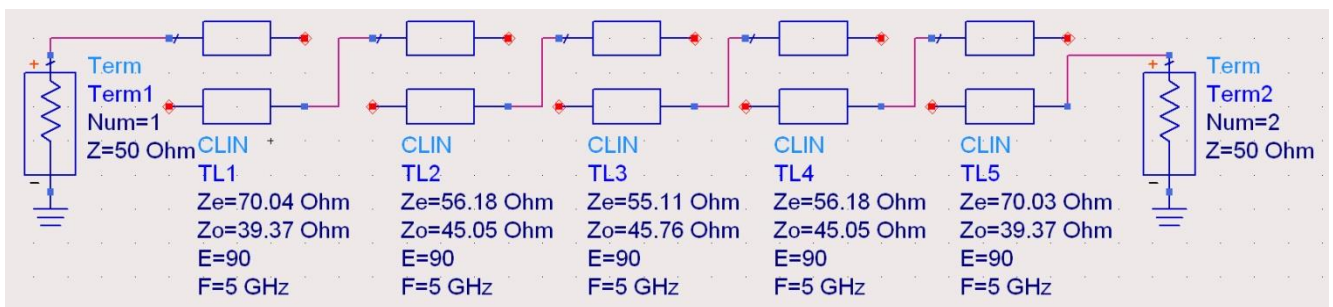 Term
Term1
Num=1
Z=50 Ohm
CLIN
TL1
Ze=70.04 Ohm
Zo=39.37 Ohm
E=90
F=5 GHz
CLIN
TL2
Ze=56.18 Ohm
Zo=45.05 Ohm
E=90
F=5 GHz
CLIN
TL3
Ze=55.11 Ohm
Zo=45.76 Ohm
E=90
F=5 GHz
CLIN
TL4
Ze=56.18 Ohm
Zo=45.05 Ohm
E=90
F=5 GHz
CLIN
TL5
Ze=70.03 Ohm
Zo=39.37 Ohm
E=90
F=5 GHz
Term
Term2
Num=2
Z=50 Ohm